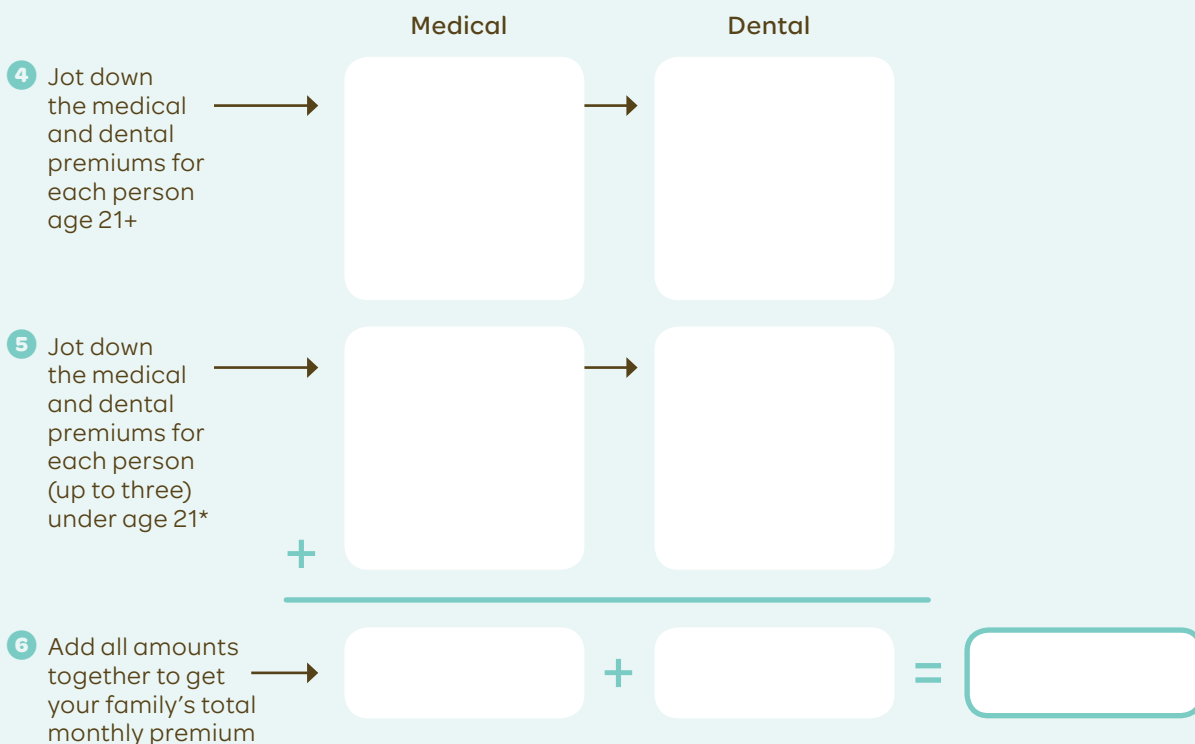 Medical
Dental
4 Jot down
the medical
and dental
premiums for
each person
age 21+
5 Jot down
the medical
and dental
premiums for
each person
(up to three)
under age 21*
+
6 Add all amounts
together to get
your family’s total
monthly premium
+
=